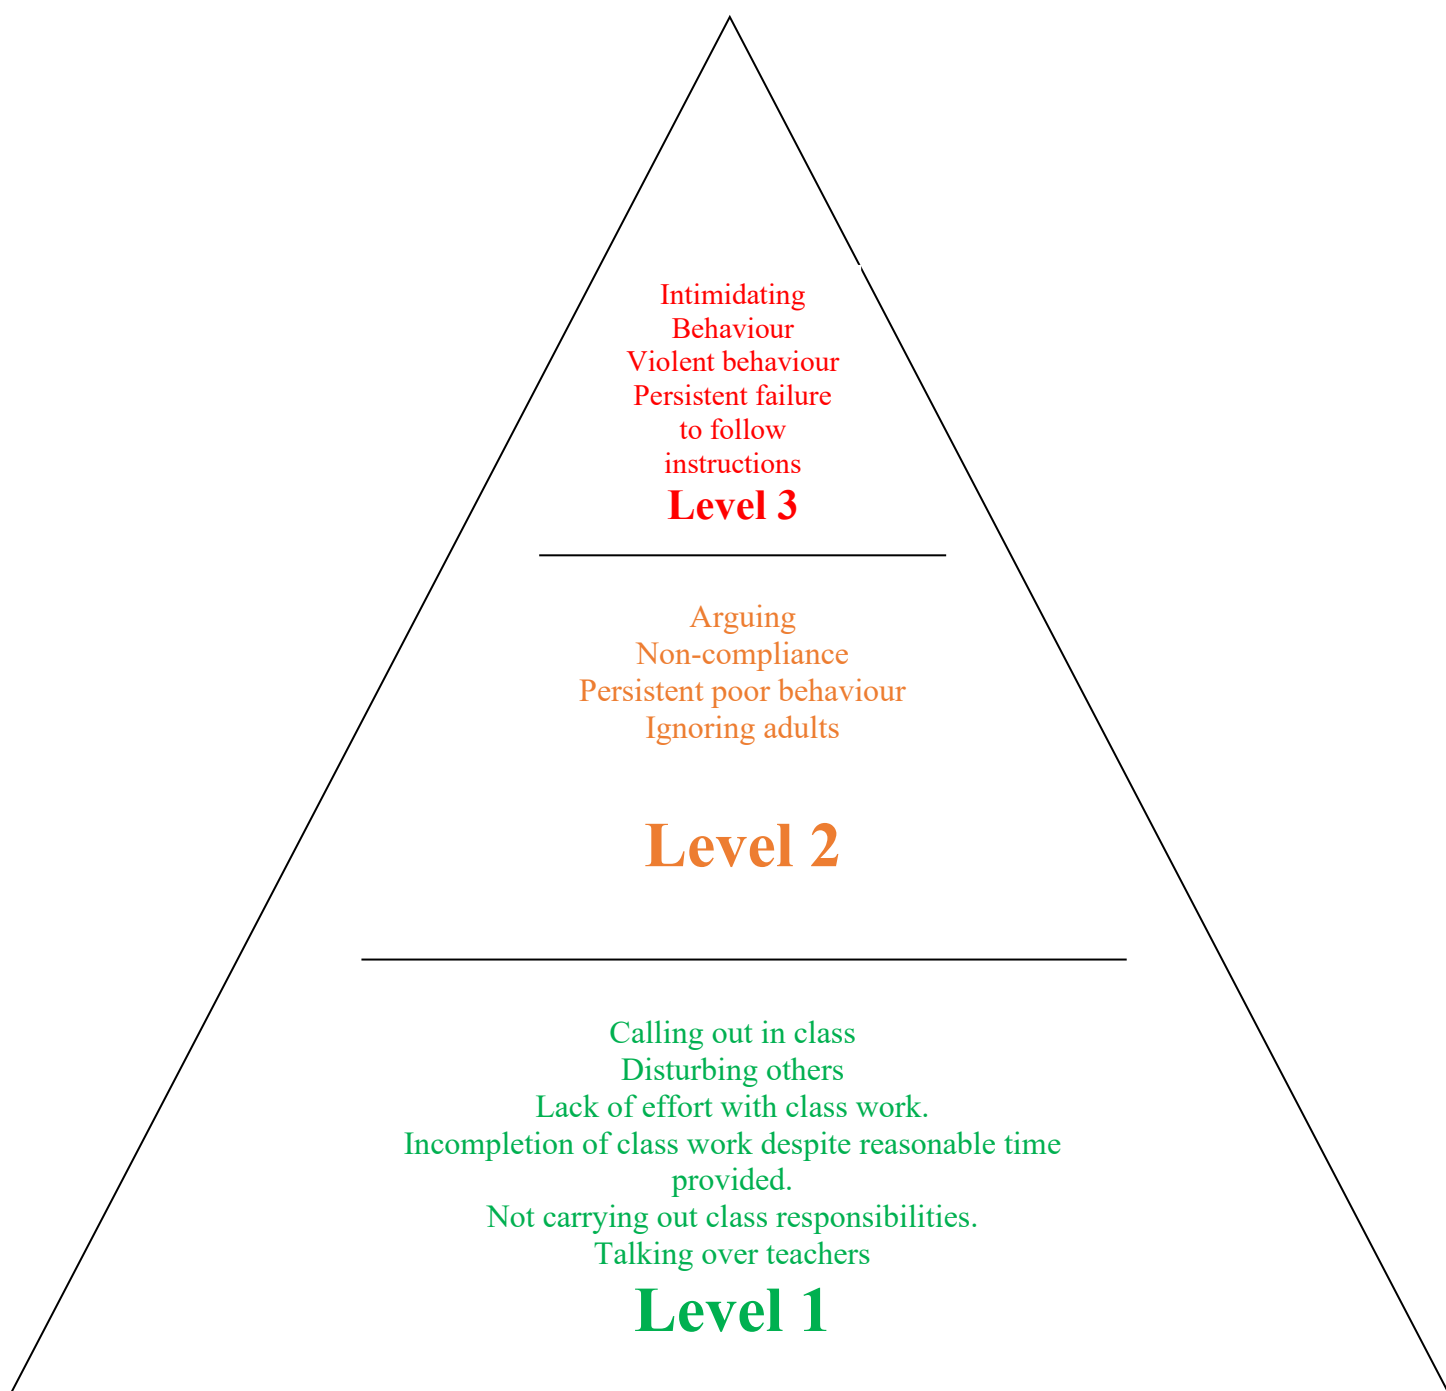 Intimidating
Behaviour
Violent behaviour
Persistent failure
to follow
instructions
Level 3
Arguing
Non-compliance
Persistent poor behaviour
Ignoring adults
Level 2
Calling out in class
Disturbing others
Lack of effort with class work.
Incompletion of class work despite reasonable time
provided.
Not carrying out class responsibilities.
Talking over teachers
Level 1